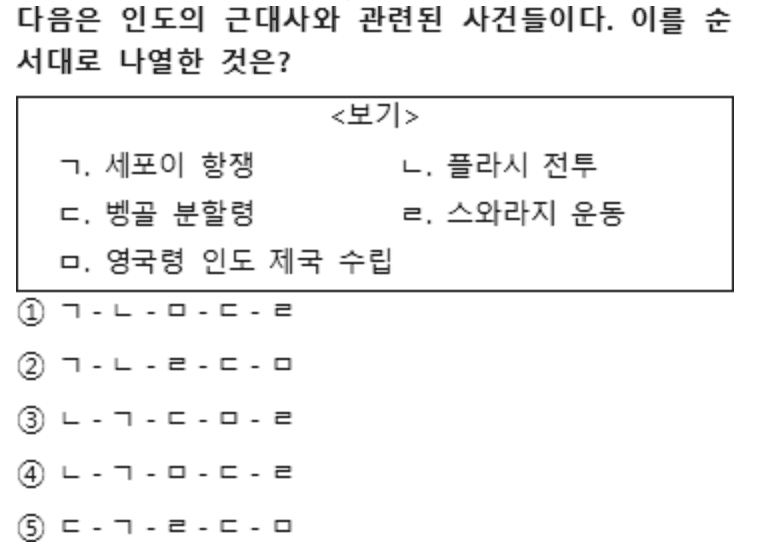 다음은 인도의 근대사와 관련된 사건들이다. 이를 순
서대로 나열한 것은?
<보기>
ㄱ. 세포이 항쟁 ㄴ. 플라시 전투
ㄷ. 벵골 분할령 ㄹ. 스와라지 운동
ㅁ. 영국령 인도 제국 수립
① ㄱ - ㄴ - ㅁ - ㄷ - ㄹ
② ㄱ - ㄴ - ㄹ - ㄷ - ㅁ
③ ㄴ - ㄱ - ㄷ - ㅁ - ㄹ
④ ㄴ - ㄱ - ㅁ - ㄷ - ㄹ
⑤ ㄷ - ㄱ - ㄹ - ㄷ - ㅁ